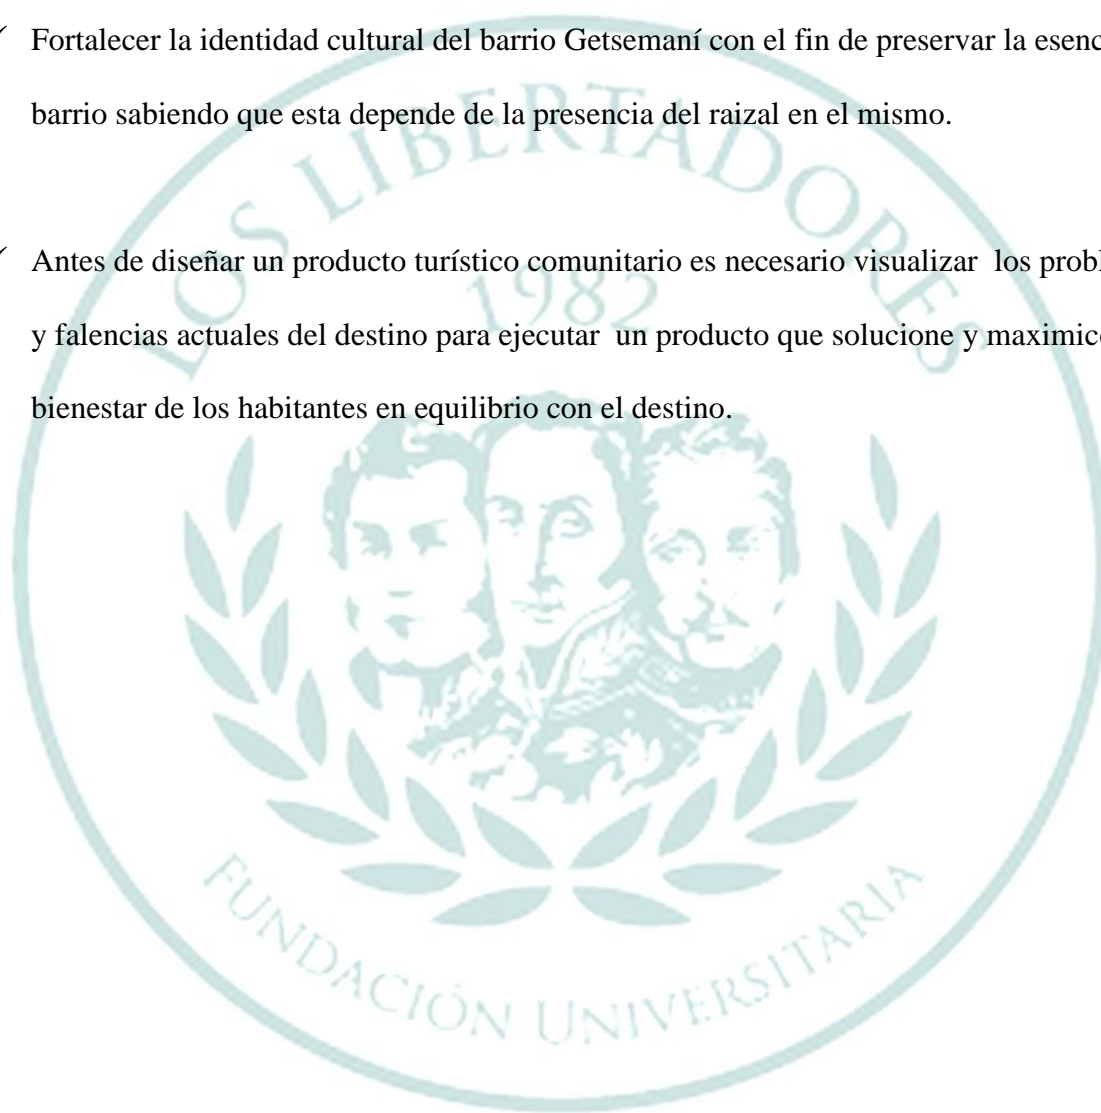 ✓ Fortalecer la identidad cultural del barrio Getsemaní con el fin de preservar la
barrio sabiendo que esta depende de la presencia del raizal en el mismo.
✓ Antes de diseñar un producto turístico comunitario es necesario visualizar los
y falencias actuales del destino para ejecutar un producto que solucione y
bienestar de los habitantes en equilibrio con el destino.
LOS LIBERTADORES
1982
FUNDACIÓN UNIVERSITARIA